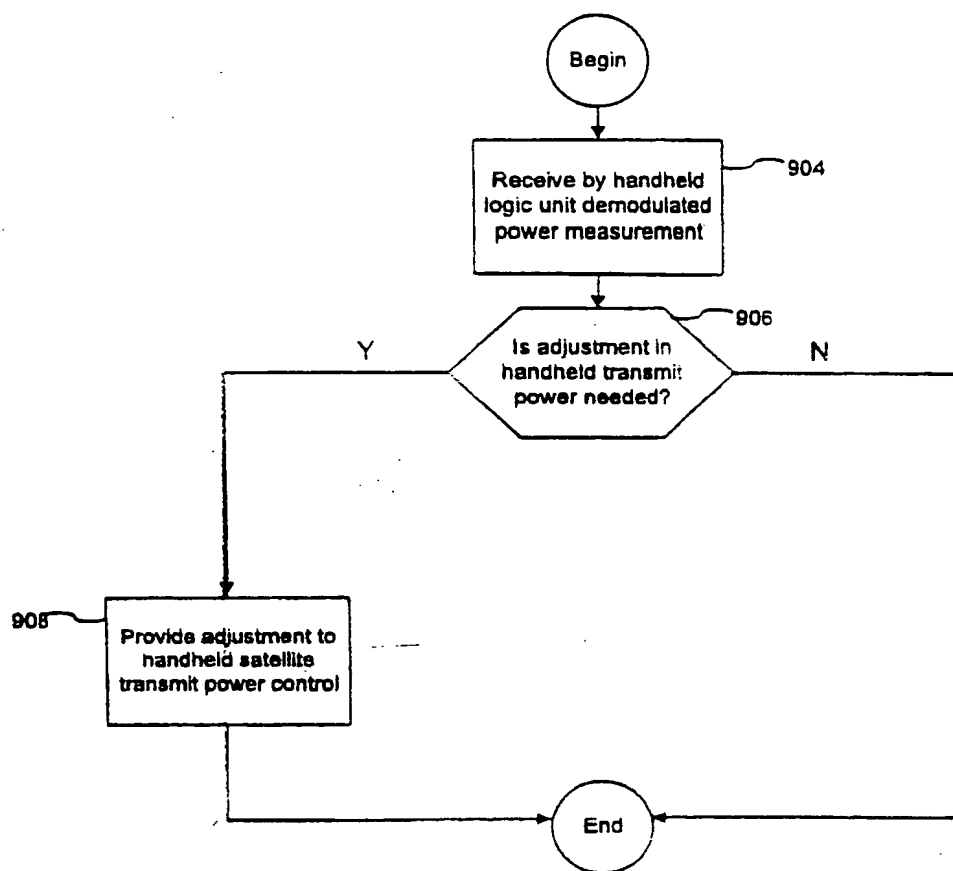 Begin
Receive by handheld
logic unit demodulated
power measurement
904
906
Is adjustment in
handheld transmit
power needed?
Y
N
908
Provide adjustment to
handheld satellite
transmit power control
End